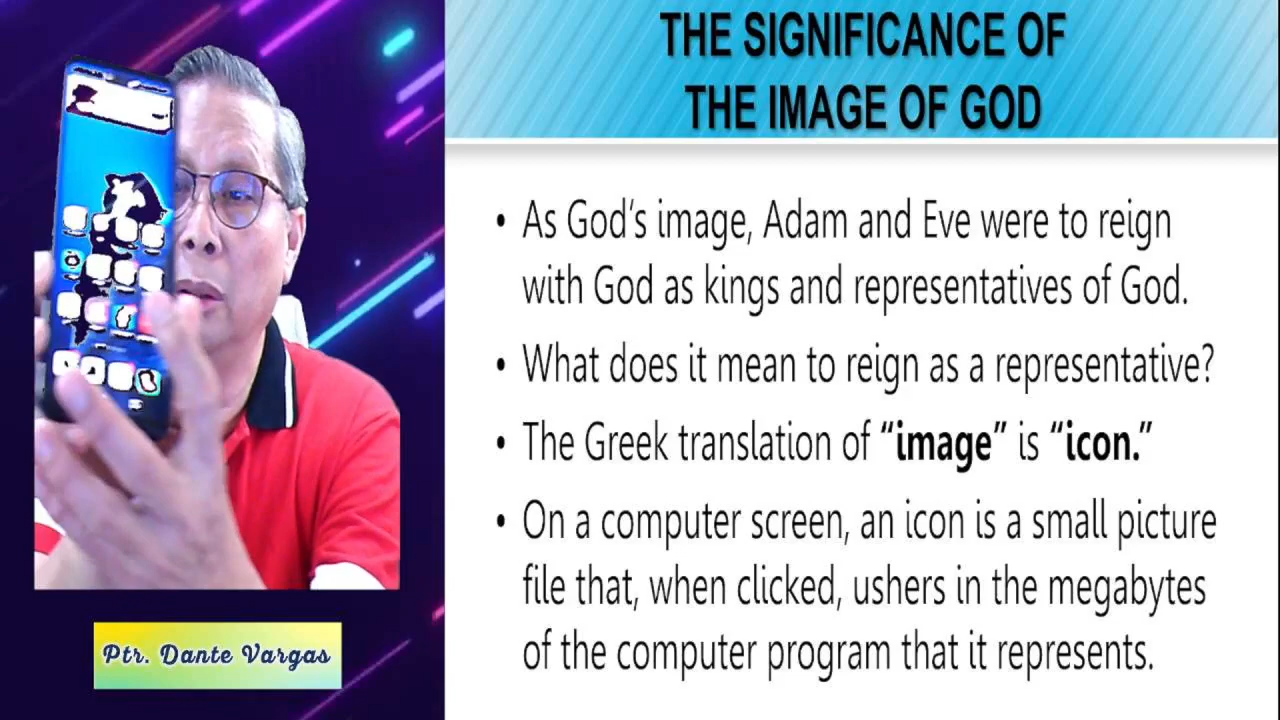 THE SIGNIFICANCE OF
THE IMAGE OF GOD
• As God's image, Adam and Eve were to reign
with God as kings and representatives of God.
• What does it mean to reign as a representative?
• The Greek translation of “image” is “icon.”
• On a computer screen, an icon is a small picture
file that, when clicked, ushers in the megabytes
of the computer program that it represents.
Ptr. Dante Vargas